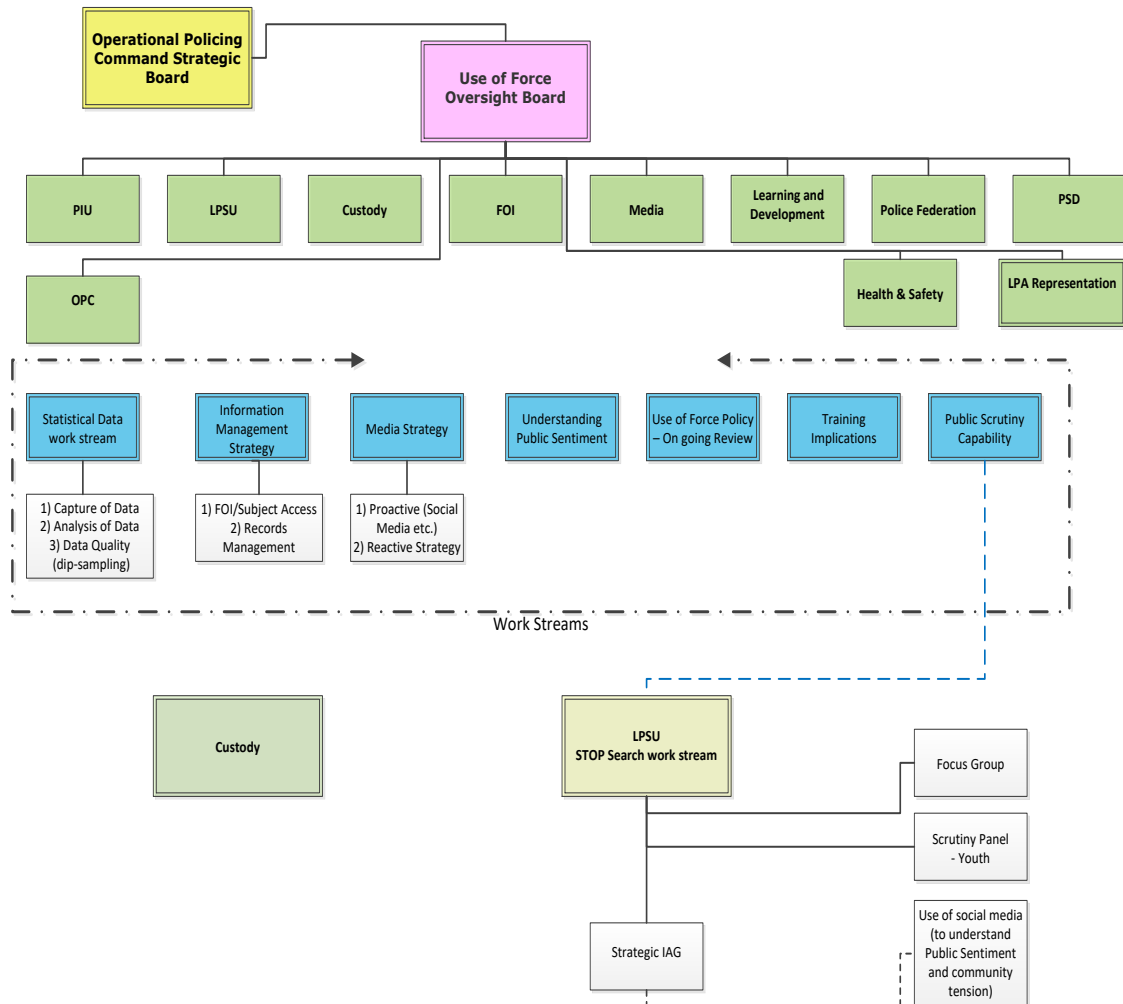 Operational Policing
Command Strategic
Board
Use of Force
Oversight Board
PIU
LPSU
Custody
FOI
Media
Learning and
Development
Police Federation
PSD
OPC
Health & Safety
LPA Representation
Statistical Data
work stream
Information
Management
Strategy
Media Strategy
Understanding
Public Sentiment
Use of Force Policy
– On going Review
Training
Implications
Public Scrutiny
Capability
1) Capture of Data
2) Analysis of Data
3) Data Quality
(dip-sampling)
1) FOI/Subject Access
2) Records
Management
1) Proactive (Social
Media etc.)
2) Reactive Strategy
Work Streams
Custody
LPSU
STOP Search work stream
Focus Group
Scrutiny Panel
- Youth
Strategic IAG
Use of social media
(to understand
Public Sentiment
and community
tension)